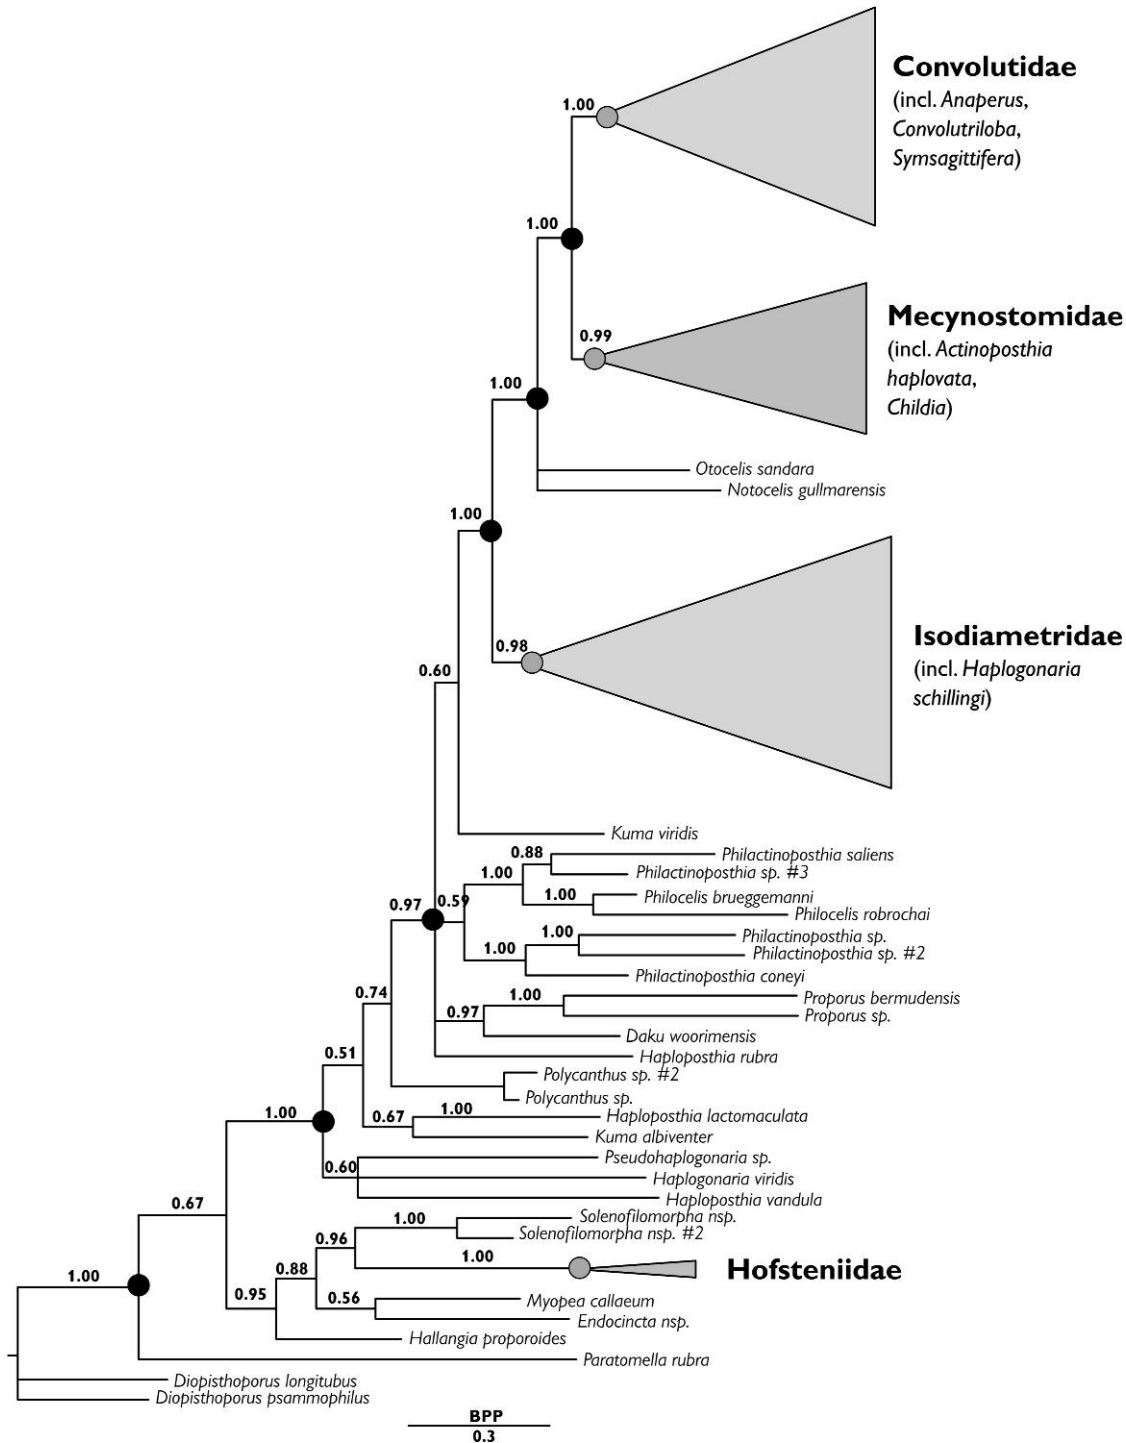 Convolutidae
1.00
(incl. Anaperus,
Convolutriloba,
Symsagittifera)
1.00
Mecynostomidae
0.99
(incl. Actinoposthia
haplovata,
Childia)
1.00
Otocelis sandara
Notocelis gullmarensis
1.00
Isodiametridae
0.98
(incl. Haplogonaria
schillingi)
0.60
Kuma viridis
0.88
Philactinoposthia saliens
1.00
Philactinoposthia sp. #3
1.00
Philocelis brueggemanni
0.97
0.59
Philocelis robrochai
1.00
Philactinoposthia sp.
1.00
Philactinoposthia sp. #2
Philactinoposthia coneyi
0.74
1.00
Proporus bermudensis
0.97
Proporus sp.
Daku woorimensis
0.51
Haploposthia rubra
Polycanthus sp. #2
Polycanthus sp.
1.00
0.67
1.00
Haploposthia lactomaculata
Kuma albiventer
0.60
Pseudohaplogonaria sp.
Haplogonaria viridis
0.67
Haploposthia vandula
1.00
Solenofilomorpha nsp.
0.96
Solenofilomorpha nsp. #2
1.00
1.00
0.88
Hofsteniidae
0.95
0.56
Myopea callaeum
Endocincta nsp.
Hallangia proporoides
Paratomella rubra
Diopisthoporus longitubus
Diopisthoporus psammophilus
BPP
0.3